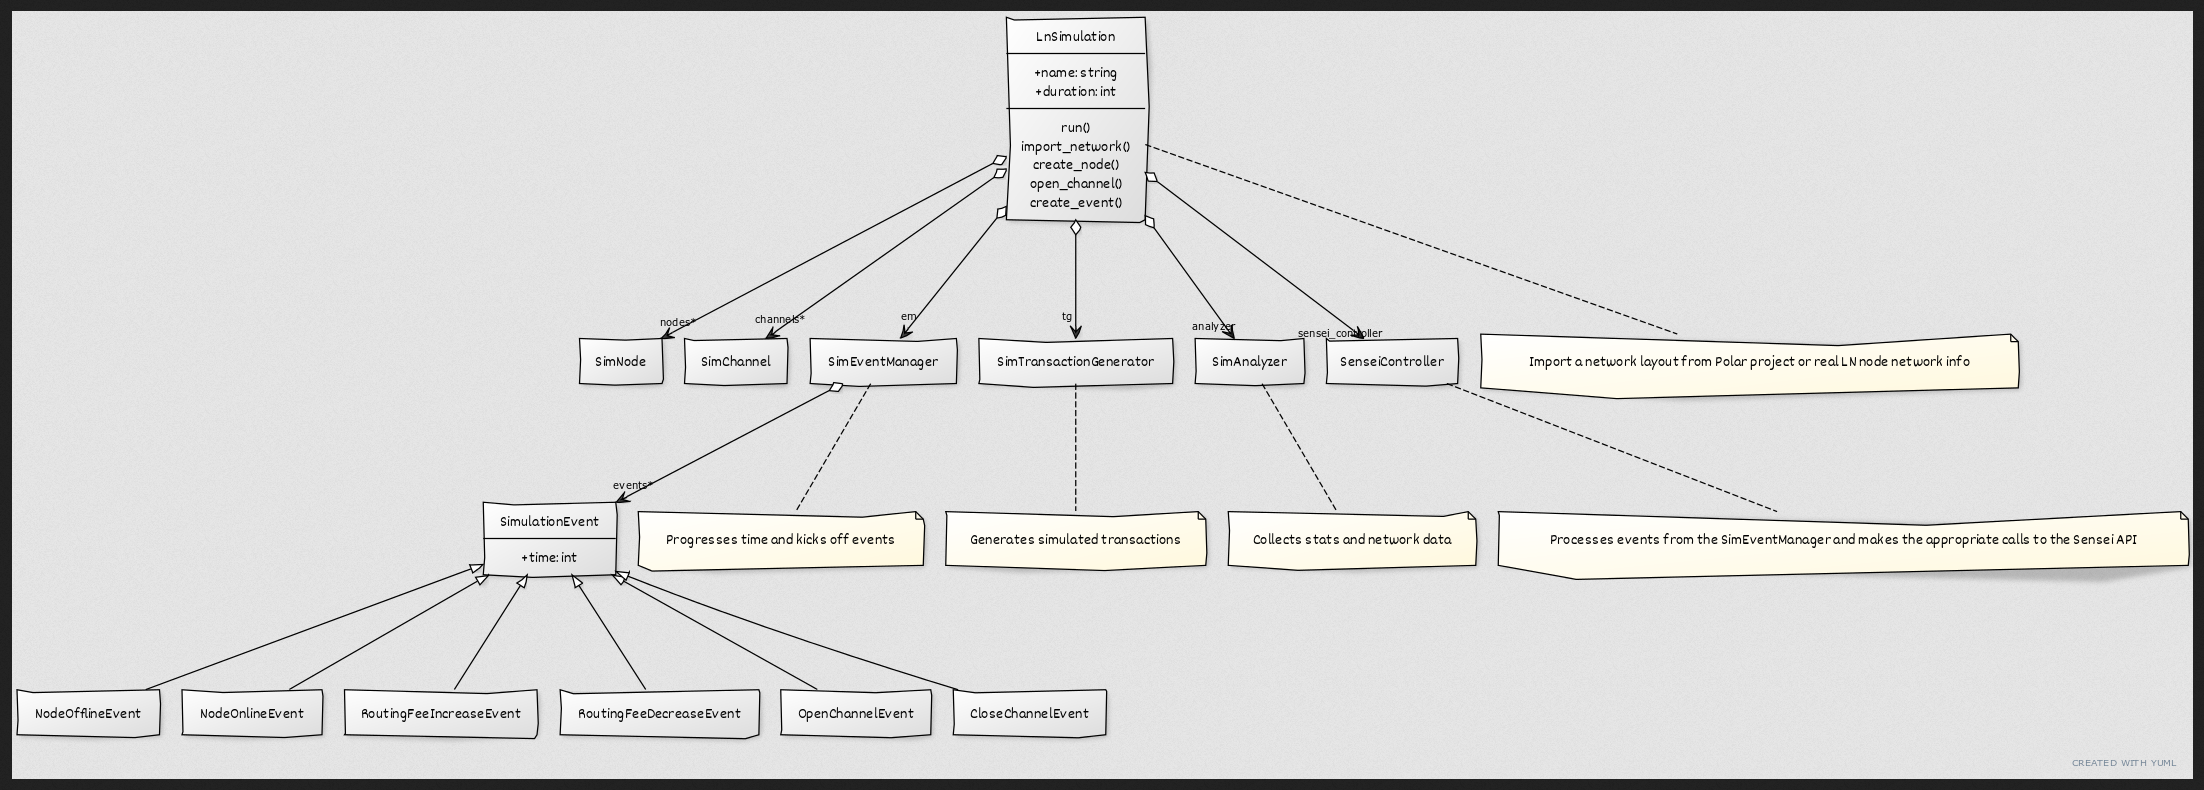 LnSimulation
+name: string
+duration: int
run()
import_network()
create_node()
open_channel()
create_event()
nodes*
channels*
em
tg
analyzer
sensei_controller
SimNode
SimChannel
SimEventManager
SimTransactionGenerator
SimAnalyzer
SenseiController
Import a network layout from Polar project or real LN node network info
events*
SimulationEvent
+time: int
Progresses time and kicks off events
Generates simulated transactions
Collects stats and network data
Processes events from the SimEventManager and makes the appropriate calls to the Sensei API
NodeOfflineEvent
NodeOnlineEvent
RoutingFeeIncreaseEvent
RoutingFeeDecreaseEvent
OpenChannelEvent
CloseChannelEvent
CREATED WITH YUML